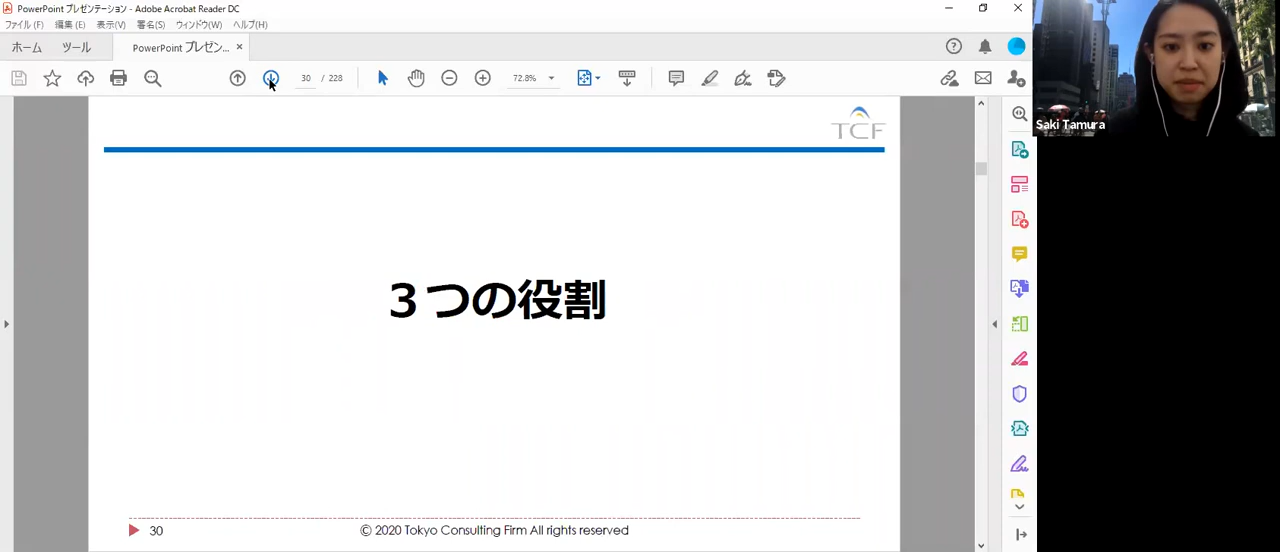 PowerPoint プレゼンテーション - Adobe Acrobat Reader DC
ファイル(F) 編集(E) 表示(V) 署名(S) ウィンドウ(W) ヘルプ(H)
ホーム ツール PowerPoint プレゼン... ×
30 / 228 72.8%
Saki Tamura
TCF
3つの役割
30 © 2020 Tokyo Consulting Firm All rights reserved